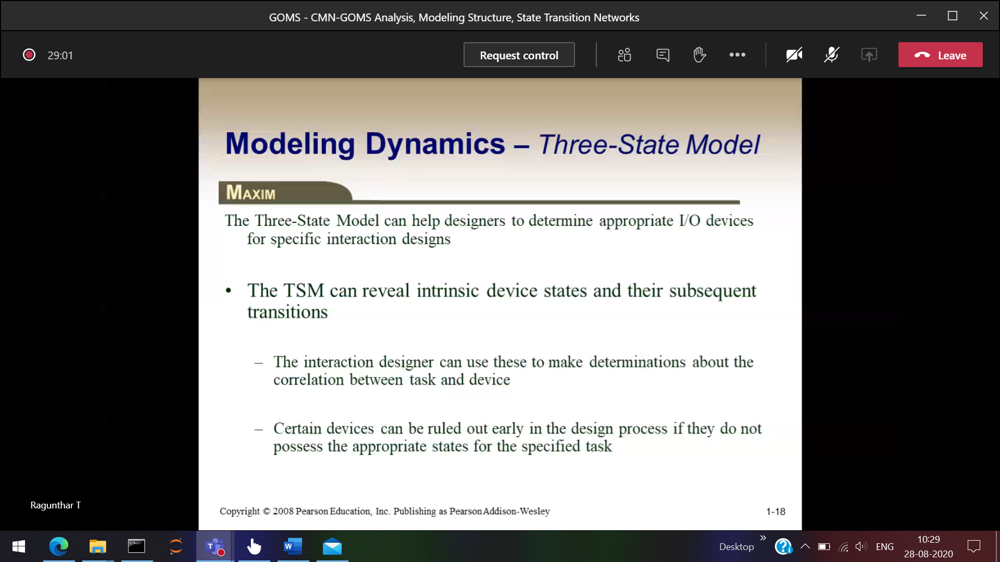 GOMS - CMN-GOMS Analysis, Modeling Structure, State Transition Networks
29:01
Request control
Leave
Modeling Dynamics – Three-State Model
MAXIM
The Three-State Model can help designers to determine appropriate I/O devices
for specific interaction designs
• The TSM can reveal intrinsic device states and their subsequent
transitions
– The interaction designer can use these to make determinations about the
correlation between task and device
– Certain devices can be ruled out early in the design process if they do not
possess the appropriate states for the specified task
Ragunthar T
Copyright © 2008 Pearson Education, Inc. Publishing as Pearson Addison-Wesley
1-18
Desktop
ENG
10:29
28-08-2020